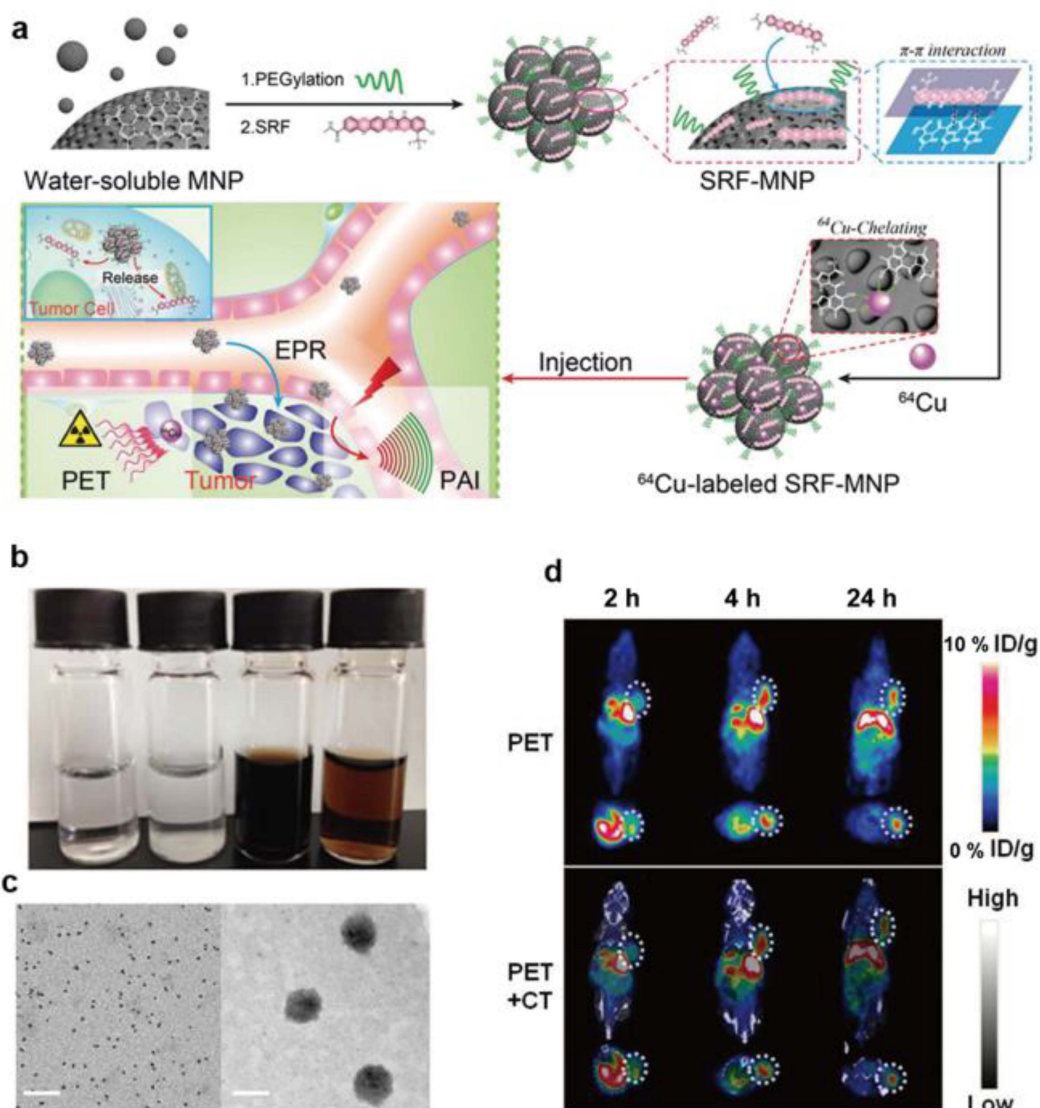 a
1.PEGylation
2.SRF
π-π interaction
Water-soluble MNP
SRF-MNP
⁶⁴Cu-Chelating
Release
Tumor Cell
EPR
Injection
⁶⁴Cu
PET
Tumor
PAI
⁶⁴Cu-labeled SRF-MNP
b
d
2 h
4 h
24 h
10 % ID/g
PET
0 % ID/g
c
High
PET
+CT
Low